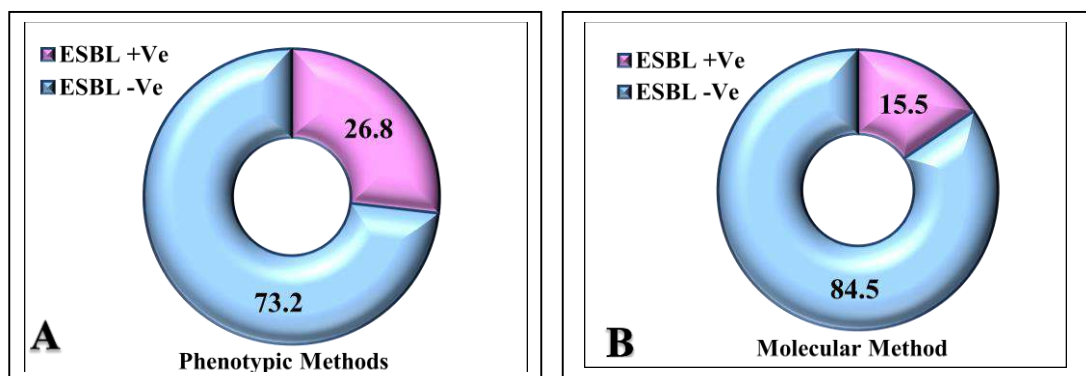 ESBL +Ve
ESBL -Ve
26.8
73.2
A
Phenotypic Methods
ESBL +Ve
ESBL -Ve
15.5
84.5
B
Molecular Method